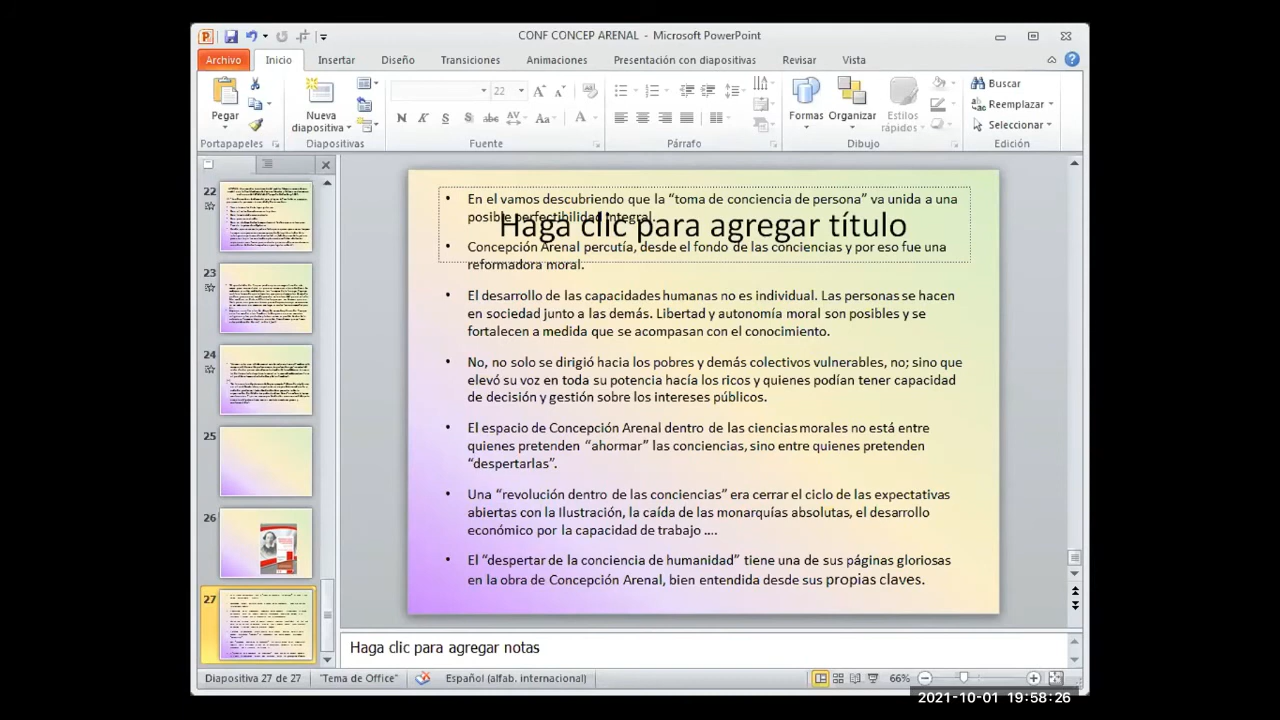 CONF CONCEP ARENAL - Microsoft PowerPoint
Archivo Inicio Insertar Diseño Transiciones Animaciones Presentación con diapositivas Revisar Vista
Pegar
Nueva
diapositiva
22
N K S S abc AV Aa A
Formas Organizar Estilos
rápidos
Buscar
Reemplazar
Seleccionar
Portapapeles Diapositivas Fuente Párrafo Dibujo Edición
22
23
24
25
26
27
Haga clic para agregar título
• En el vamos descubriendo que la “toma de conciencia de persona” va unida a una
posible perfectibilidad integral.
• Concepción Arenal percutía, desde el fondo de las conciencias y por eso fue una
reformadora moral.
• El desarrollo de las capacidades humanas no es individual. Las personas se hacen
en sociedad junto a las demás. Libertad y autonomía moral son posibles y se
fortalecen a medida que se acompasan con el conocimiento.
• No, no solo se dirigió hacia los pobres y demás colectivos vulnerables, no; sino que
elevó su voz en toda su potencia hacía los ricos y quienes podían tener capacidad
de decisión y gestión sobre los intereses públicos.
• El espacio de Concepción Arenal dentro de las ciencias morales no está entre
quienes pretenden “ahormar” las conciencias, sino entre quienes pretenden
“despertarlas”.
• Una “revolución dentro de las conciencias” era cerrar el ciclo de las expectativas
abiertas con la Ilustración, la caída de las monarquías absolutas, el desarrollo
económico por la capacidad de trabajo ....
• El “despertar de la conciencia de humanidad” tiene una de sus páginas gloriosas
en la obra de Concepción Arenal, bien entendida desde sus propias claves.
Haga clic para agregar notas
Diapositiva 27 de 27 "Tema de Office" Español (alfab. internacional) 66%
2021-10-01 19:58:26